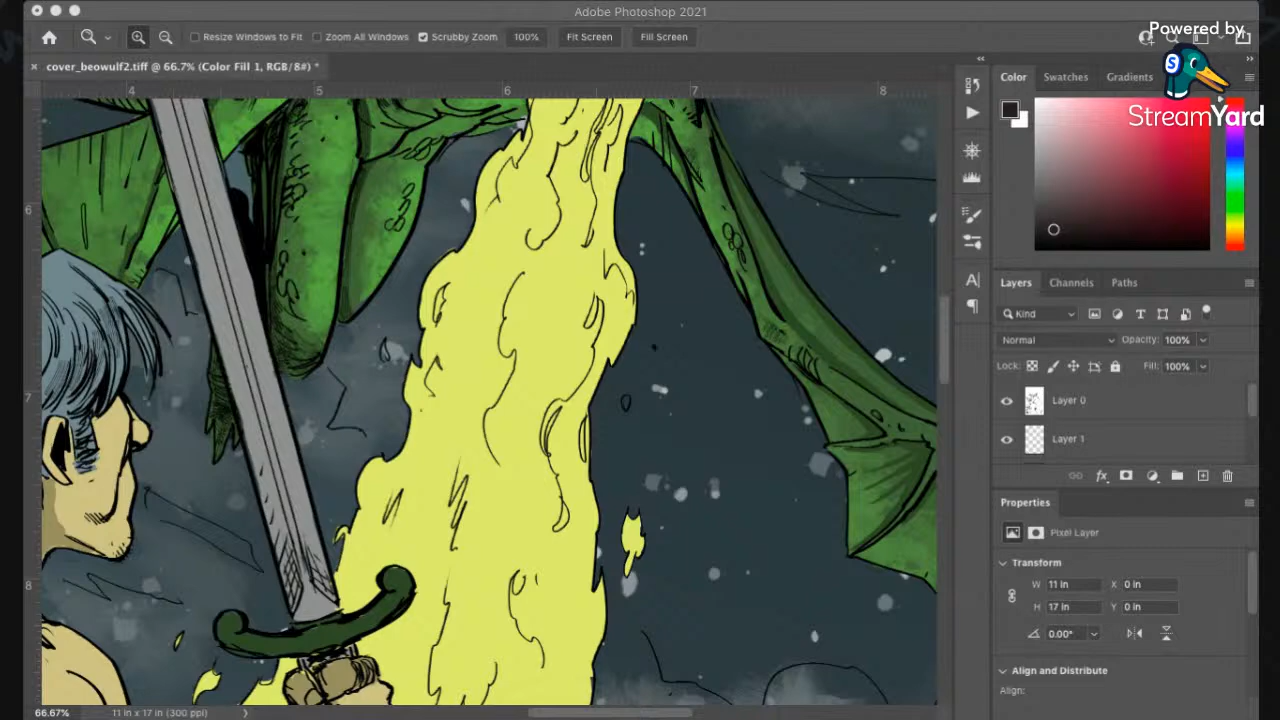 Adobe Photoshop 2021
Powered by
StreamYard
Resize Windows to Fit
Zoom All Windows
Scrubby Zoom
100%
Fit Screen
Fill Screen
× cover_beowulf2.tiff @ 66.7% (Color Fill 1, RGB/8#) *
4 5 6 7 8
6
7
8
Color Swatches Gradients
Layers Channels Paths
Kind
Normal Opacity: 100%
Lock: Fill: 100%
Layer 0
Layer 1
fx
Properties
Pixel Layer
Transform
W 11 in X 0 in
H 17 in Y 0 in
0.00°
Align and Distribute
Align:
66.67% 11 in x 17 in (300 ppi)